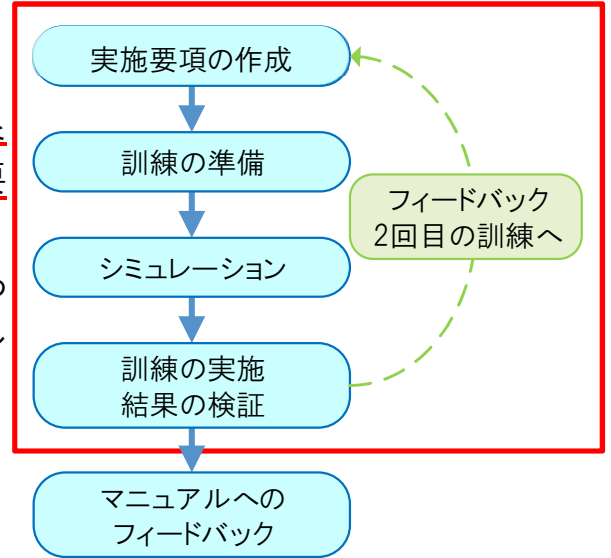 実施要項の作成
訓練の準備
フィードバック
2回目の訓練へ
シミュレーション
訓練の実施
結果の検証
マニュアルへの
フィードバック